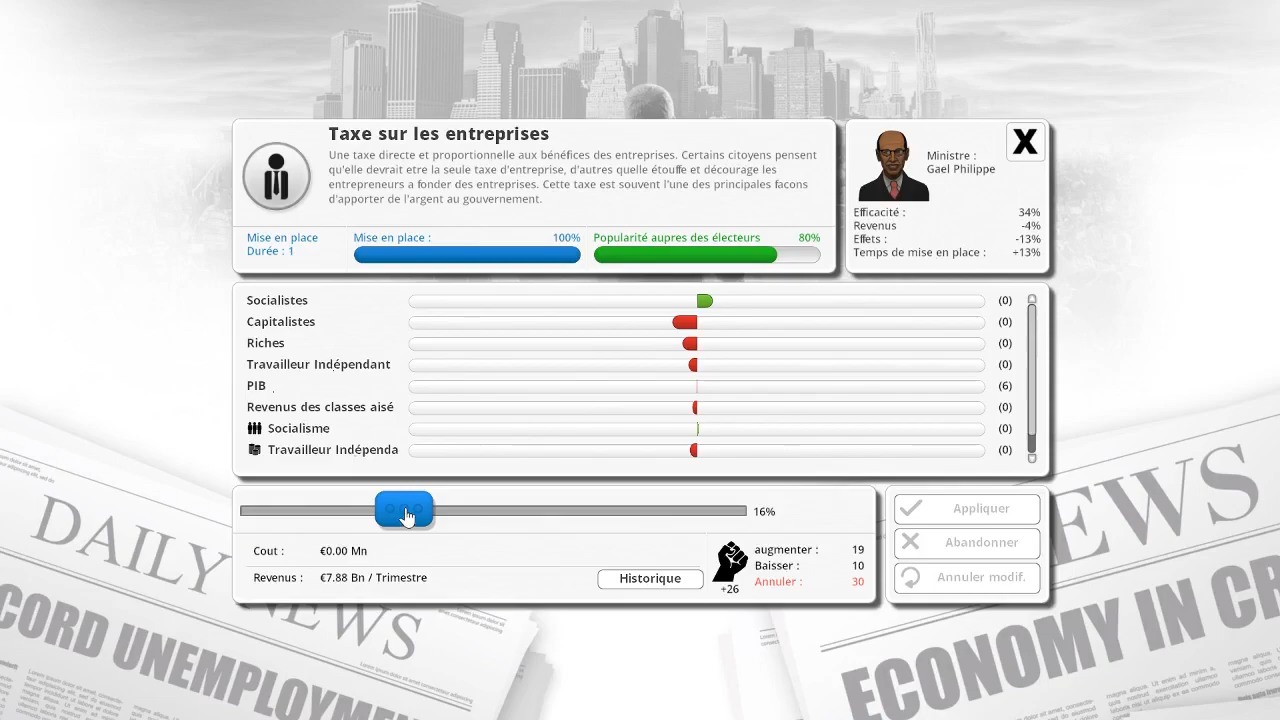 Taxe sur les entreprises
Une taxe directe et proportionnelle aux bénéfices des entreprises. Certains citoyens pensent
qu'elle devrait etre la seule taxe d'entreprise, d'autres quelle étouffe et décourage les
entrepreneurs a fonder des entreprises. Cette taxe est souvent l'une des principales facons
d'apporter de l'argent au gouvernement.
Mise en place
Durée : 1
Mise en place : 100%
Popularité aupres des électeurs 80%
X
Ministre :
Gael Philippe
Efficacité : 34%
Revenus -4%
Effets : -13%
Temps de mise en place : +13%
Socialistes (0)
Capitalistes (0)
Riches (0)
Travailleur Indépendant (0)
PIB (6)
Revenus des classes aisé (0)
Socialisme (0)
Travailleur Indépenda (0)
16%
Cout : €0.00 Mn
Revenus : €7.88 Bn / Trimestre
Historique
+26
augmenter : 19
Baisser : 10
Annuler : 30
Appliquer
Abandonner
Annuler modif.
DAILY NEWS
CORD UNEMPLOYME
EWS
ECONOMY IN CR